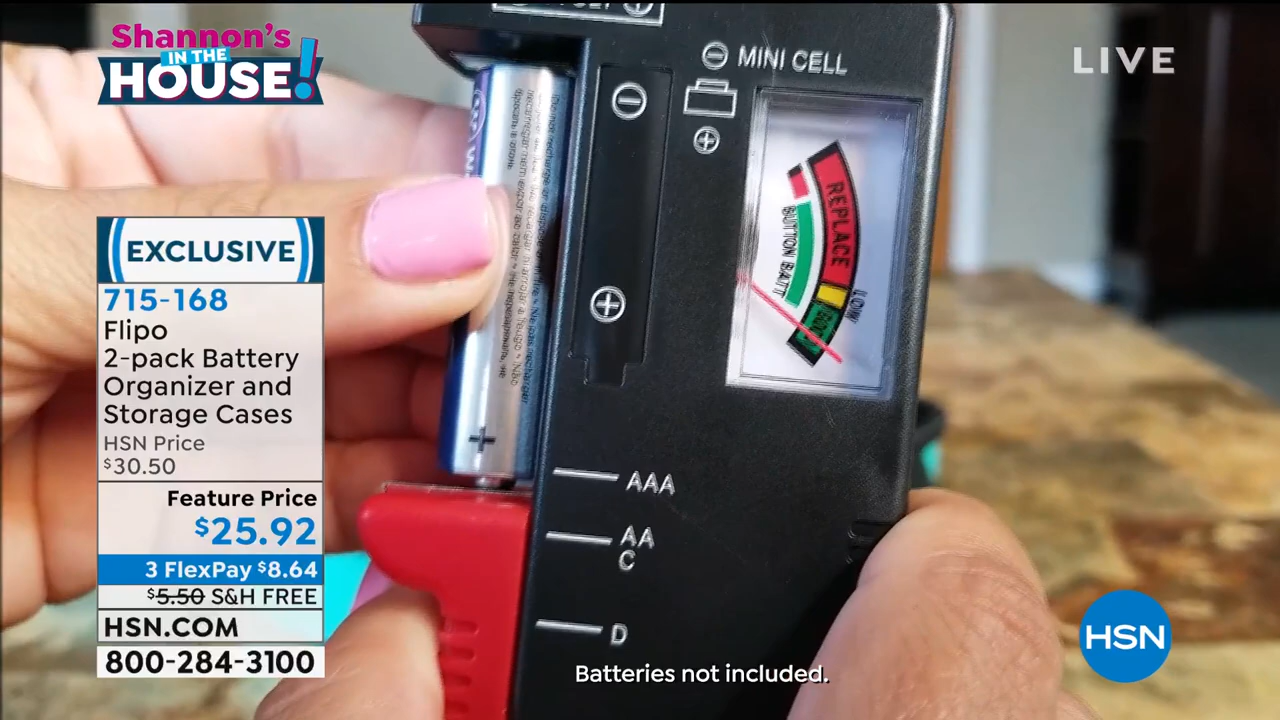 Shannon's
IN THE
HOUSE!
LIVE
EXCLUSIVE
715-168
Flipo
2-pack Battery
Organizer and
Storage Cases
HSN Price
$30.50
Feature Price
$25.92
3 FlexPay $8.64
$5.50 S&H FREE
HSN.COM
800-284-3100
⊖ MINI CELL
⊕
⊖
⊕
REPLACE
LOW
BUTTON BATT
+
AAA
AA
C
D
Batteries not included.
HSN